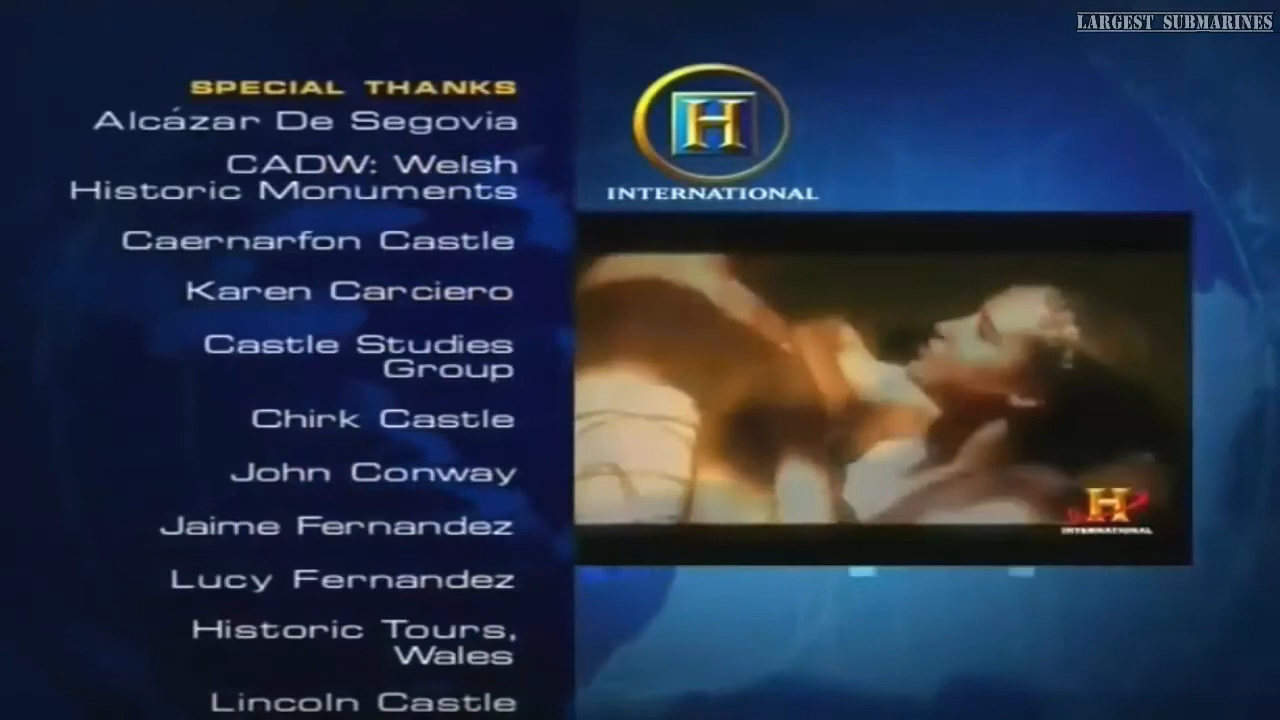 LARGEST SUBMARINES
SPECIAL THANKS
Alcázar De Segovia
CADW: Welsh
Historic Monuments
Caernarfon Castle
Karen Carciero
Castle Studies
Group
Chirk Castle
John Conway
Jaime Fernandez
Lucy Fernandez
Historic Tours,
Wales
Lincoln Castle
H
INTERNATIONAL
H
INTERNATIONAL